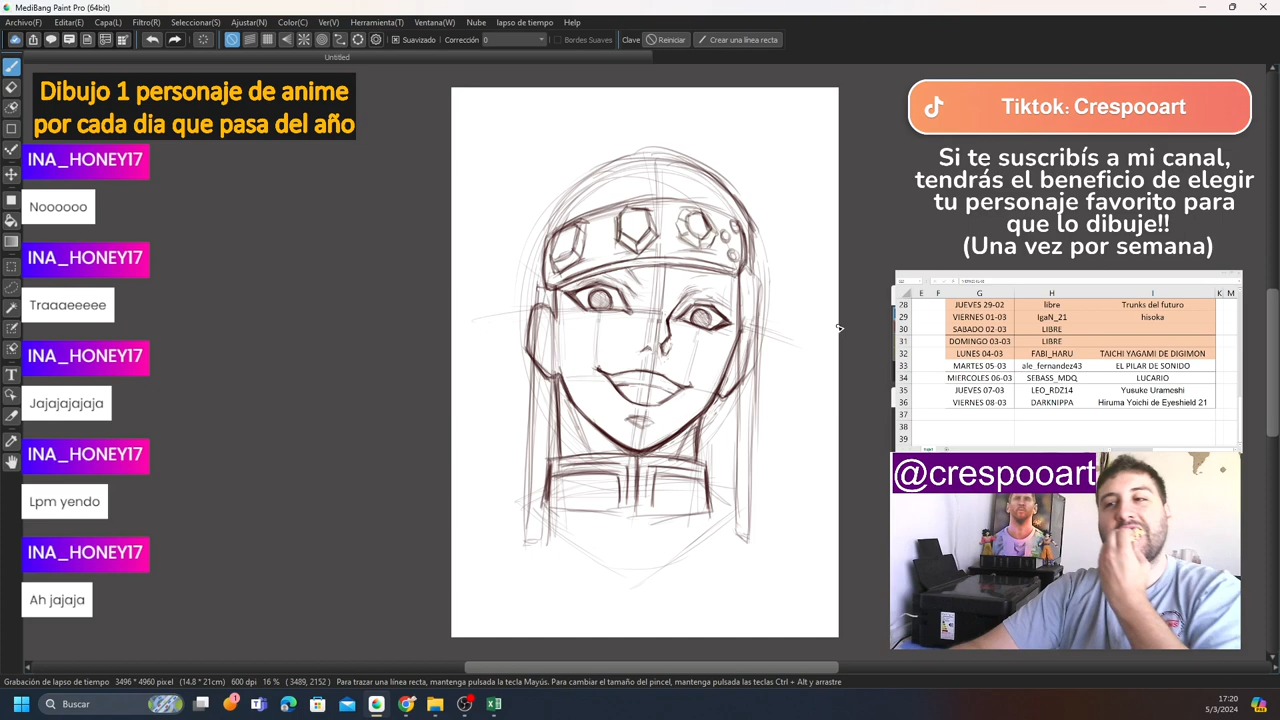 MediBang Paint Pro (64bit)
Archivo(F) Editar(E) Capa(L) Filtro(R) Seleccionar(S) Ajustar(N) Color(C) Ver(V) Herramienta(T) Ventana(W) Nube lapso de tiempo Help
Suavizado Corrección 0 Bordes Suaves Clave Reiniciar Crear una línea recta
Untitled
Dibujo 1 personaje de anime
por cada dia que pasa del año
INA_HONEY17
Noooooo
INA_HONEY17
Traaaeeeee
INA_HONEY17
Jajajajajaja
INA_HONEY17
Lpm yendo
INA_HONEY17
Ah jajaja
Tiktok: Crespooart
Si te suscribís a mi canal,
tendrás el beneficio de elegir
tu personaje favorito para
que lo dibuje!!
(Una vez por semana)
E F G H I K M
28 JUEVES 29-02 libre Trunks del futuro
29 VIERNES 01-03 IgaN_21 hisoka
30 SABADO 02-03 LIBRE
31 DOMINGO 03-03 LIBRE
32 LUNES 04-03 FABI_HARU TAICHI YAGAMI DE DIGIMON
33 MARTES 05-03 ale_fernandez43 EL PILAR DE SONIDO
34 MIERCOLES 06-03 SEBASS_MDQ LUCARIO
35 JUEVES 07-03 LEO_RDZ14 Yusuke Urameshi
36 VIERNES 08-03 DARKNIPPA Hiruma Yoichi de Eyeshield 21
37
38
39
@crespooart
Grabación de lapso de tiempo 3496 * 4960 pixel (14.8 * 21cm) 600 dpi 16 % ( 3489, 2152 ) Para trazar una línea recta, mantenga pulsada la tecla Mayús. Para cambiar el tamaño del pincel, mantenga pulsadas las teclas Ctrl + Alt y arrastre
Buscar
17:20
5/3/2024